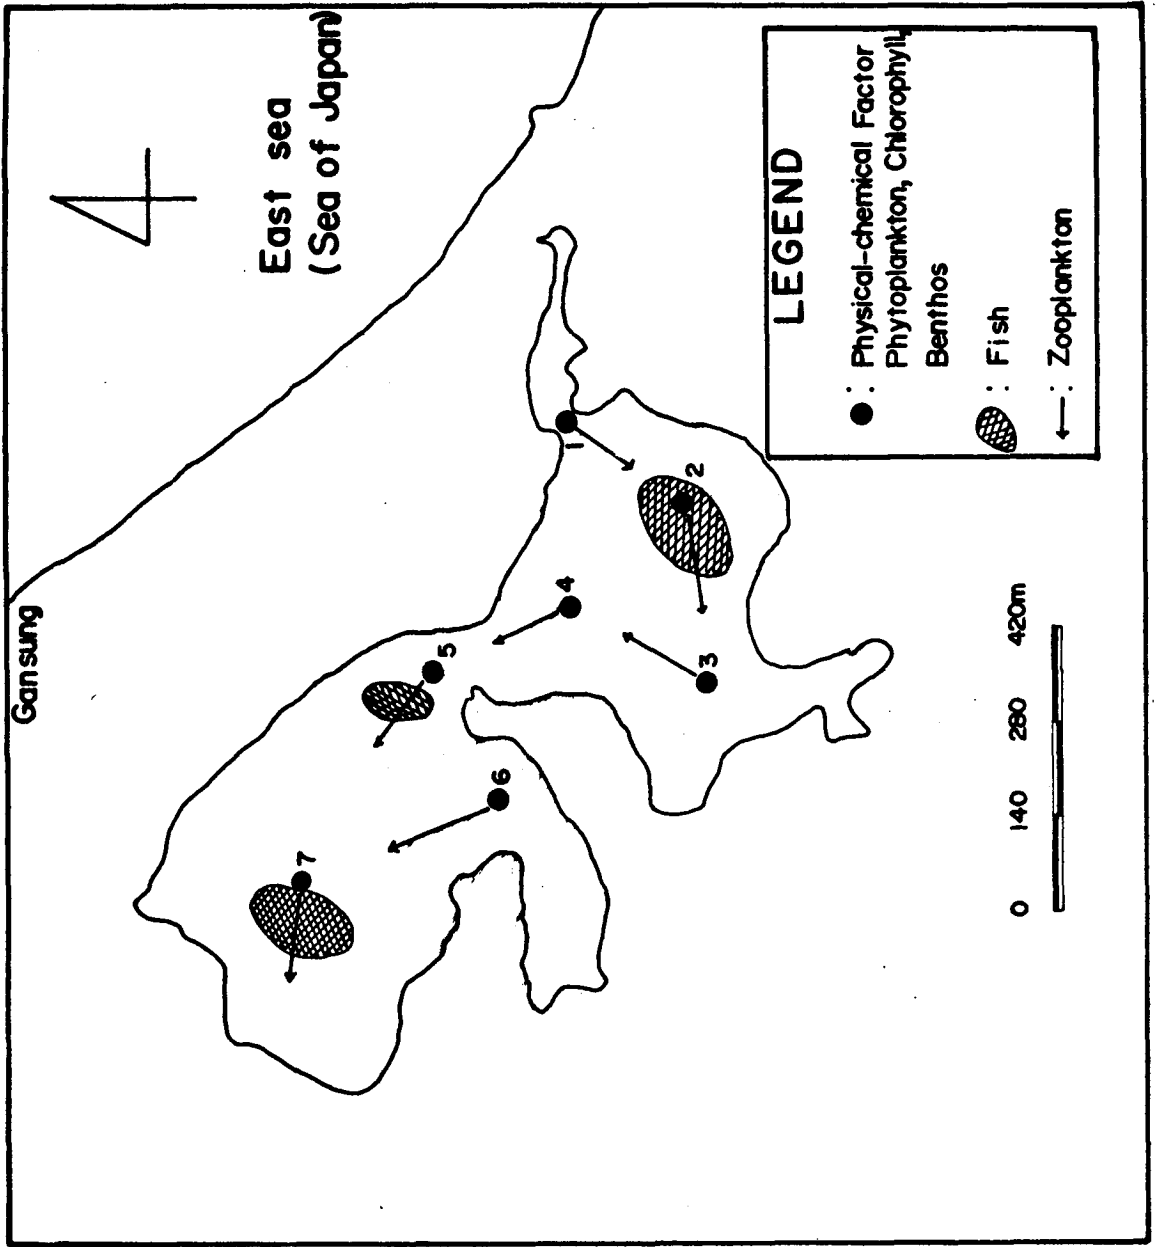 Gansung
East sea
(Sea of Japan)
1
2
3
4
5
6
7
LEGEND
● : Physical-chemical Factor
Phytoplankton, Chlorophyll,
Benthos
: Fish
←: Zooplankton
0 140 280 420m